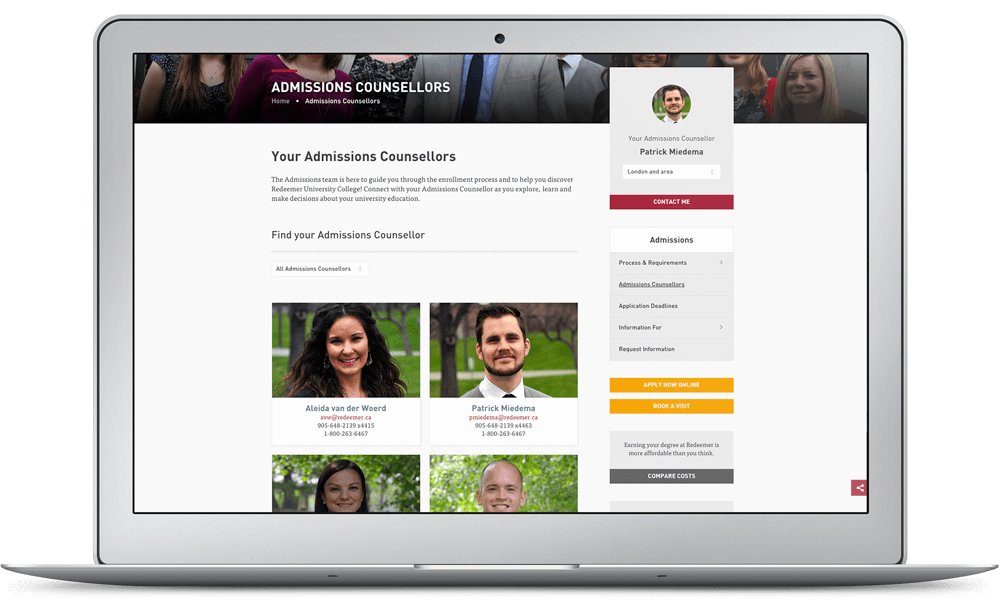 ADMISSIONS COUNSELLORS
Home • Admissions Counsellors
Your Admissions Counsellors
The Admissions team is here to guide you through the enrollment process and to help you discover
Redeemer University College! Connect with your Admissions Counsellor as you explore, learn and
make decisions about your university education.
Find your Admissions Counsellor
All Admissions Counsellors
Aleida van der Woerd
avw@redeemer.ca
905-648-2139 x4415
1-800-263-6467
Patrick Miedema
pmiedema@redeemer.ca
905-648-2139 x4463
1-800-263-6467
Your Admissions Counsellor
Patrick Miedema
London and area
CONTACT ME
Admissions
Process & Requirements
Admissions Counsellors
Application Deadlines
Information For
Request Information
APPLY NOW ONLINE
BOOK A VISIT
Earning your degree at Redeemer is
more affordable than you think.
COMPARE COSTS